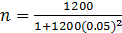 n = 1200 / 1+1200(0.05)²